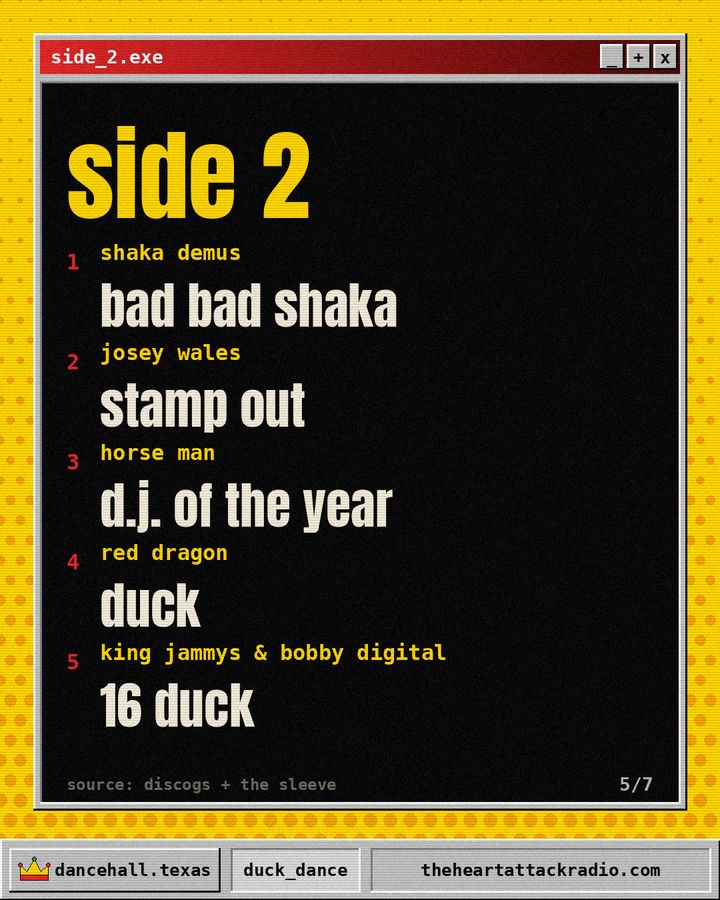 side_2.exe
_ + x
side 2
1 shaka demus
bad bad shaka
2 josey wales
stamp out
3 horse man
d.j. of the year
4 red dragon
duck
5 king jammys & bobby digital
16 duck
source: discogs + the sleeve
5/7
dancehall.texas
duck_dance
theheartattackradio.com